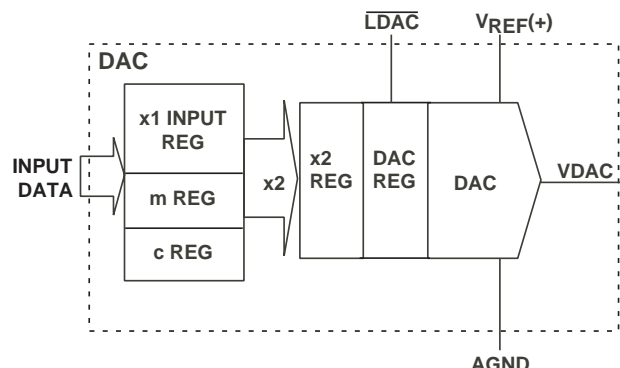 LDAC
VREF(+)
DAC
x1 INPUT
REG
m REG
c REG
INPUT
DATA
x2
x2
REG
DAC
REG
DAC
VDAC
AGND